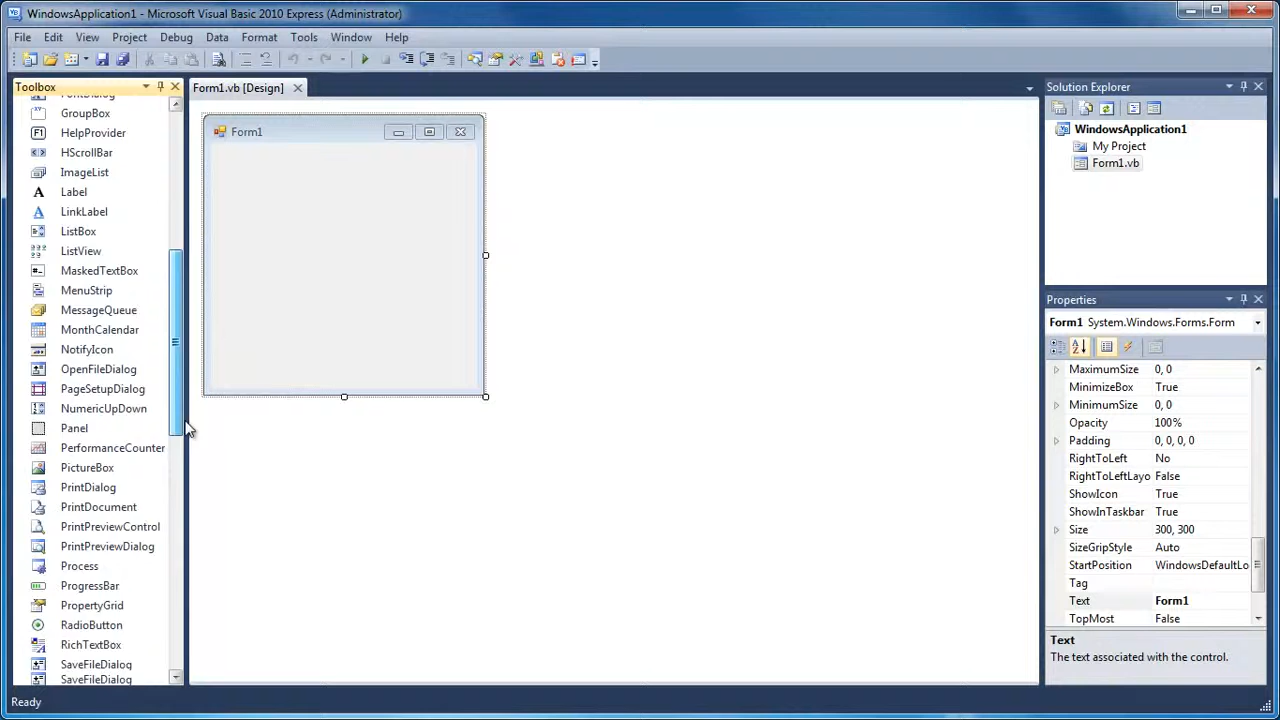 WindowsApplication1 - Microsoft Visual Basic 2010 Express (Administrator)
File Edit View Project Debug Data Format Tools Window Help
Toolbox
FontDialog
GroupBox
HelpProvider
HScrollBar
ImageList
Label
LinkLabel
ListBox
ListView
MaskedTextBox
MenuStrip
MessageQueue
MonthCalendar
NotifyIcon
OpenFileDialog
PageSetupDialog
NumericUpDown
Panel
PerformanceCounter
PictureBox
PrintDialog
PrintDocument
PrintPreviewControl
PrintPreviewDialog
Process
ProgressBar
PropertyGrid
RadioButton
RichTextBox
SaveFileDialog
SaveFileDialog
Form1.vb [Design]
Form1
Solution Explorer
WindowsApplication1
My Project
Form1.vb
Properties
Form1 System.Windows.Forms.Form
MaximumSize 0, 0
MinimizeBox True
MinimumSize 0, 0
Opacity 100%
Padding 0, 0, 0, 0
RightToLeft No
RightToLeftLayo False
ShowIcon True
ShowInTaskbar True
Size 300, 300
SizeGripStyle Auto
StartPosition WindowsDefaultLo
Tag
Text Form1
TopMost False
Text
The text associated with the control.
Ready